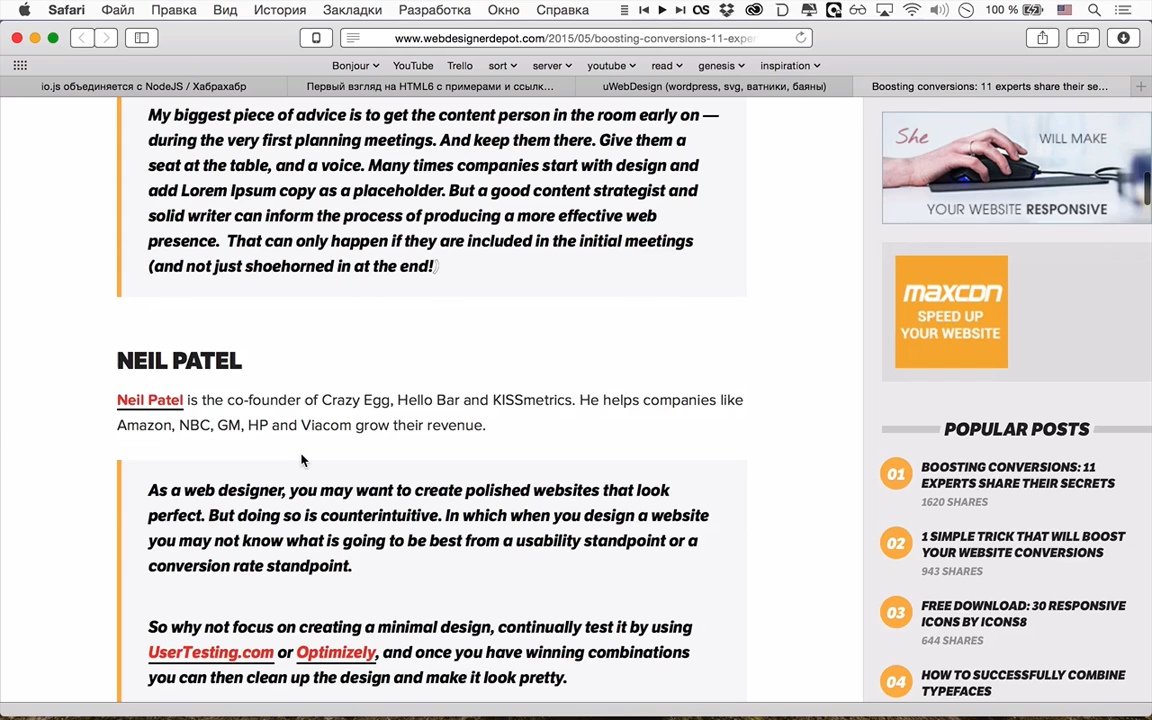 Safari Файл Правка Вид История Закладки Разработка Окно Справка 100 %
www.webdesignerdepot.com/2015/05/boosting-conversions-11-exper
Bonjour YouTube Trello sort server youtube read genesis inspiration
io.js объединяется с NodeJS / Хабрахабр Первый взгляд на HTML6 с примерами и ссылк... uWebDesign (wordpress, svg, ватники, баяны) Boosting conversions: 11 experts share their se...
My biggest piece of advice is to get the content person in the room early on —
during the very first planning meetings. And keep them there. Give them a
seat at the table, and a voice. Many times companies start with design and
add Lorem Ipsum copy as a placeholder. But a good content strategist and
solid writer can inform the process of producing a more effective web
presence. That can only happen if they are included in the initial meetings
(and not just shoehorned in at the end!)
NEIL PATEL
Neil Patel is the co-founder of Crazy Egg, Hello Bar and KISSmetrics. He helps companies like
Amazon, NBC, GM, HP and Viacom grow their revenue.
As a web designer, you may want to create polished websites that look
perfect. But doing so is counterintuitive. In which when you design a website
you may not know what is going to be best from a usability standpoint or a
conversion rate standpoint.
So why not focus on creating a minimal design, continually test it by using
UserTesting.com or Optimizely, and once you have winning combinations
you can then clean up the design and make it look pretty.
She WILL MAKE
YOUR WEBSITE RESPONSIVE
maxcdn
SPEED UP
YOUR WEBSITE
POPULAR POSTS
01 BOOSTING CONVERSIONS: 11
EXPERTS SHARE THEIR SECRETS
1620 SHARES
02 1 SIMPLE TRICK THAT WILL BOOST
YOUR WEBSITE CONVERSIONS
943 SHARES
03 FREE DOWNLOAD: 30 RESPONSIVE
ICONS BY ICONS8
644 SHARES
04 HOW TO SUCCESSFULLY COMBINE
TYPEFACES